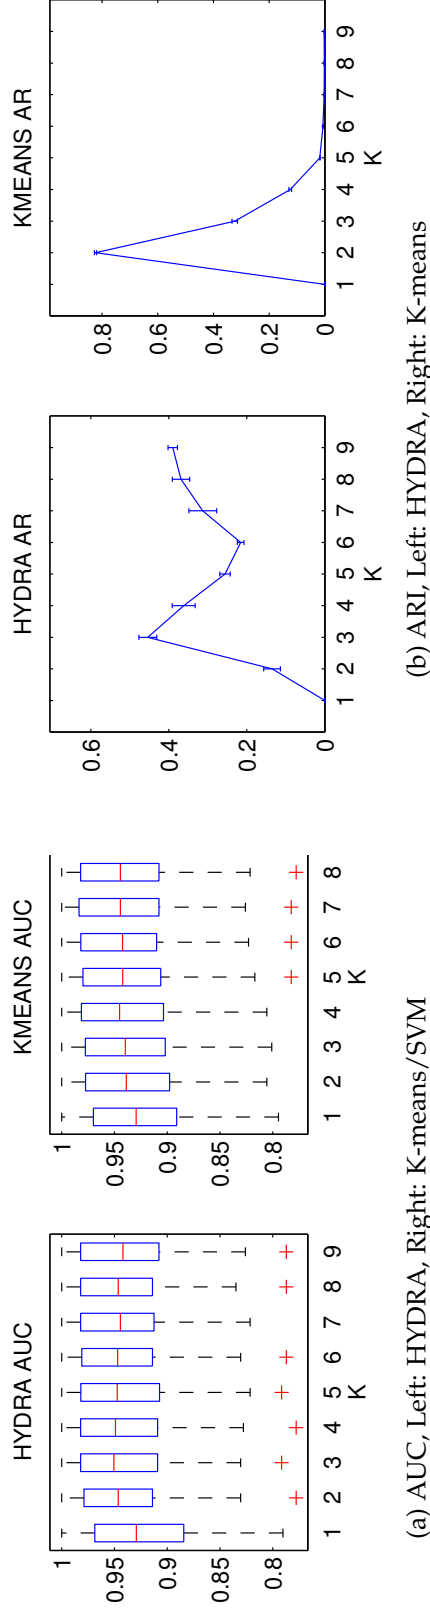 HYDRA AUC
1
0.95
0.9
0.85
0.8
1 2 3 4 5 6 7 8 9
K
KMEANS AUC
1
0.95
0.9
0.85
0.8
1 2 3 4 5 6 7 8
K
(a) AUC, Left: HYDRA, Right: K-means/SVM
HYDRA AR
0.6
0.4
0.2
0
1 2 3 4 5 6 7 8 9
K
KMEANS AR
0.8
0.6
0.4
0.2
0
1 2 3 4 5 6 7 8 9
K
(b) ARI, Left: HYDRA, Right: K-means